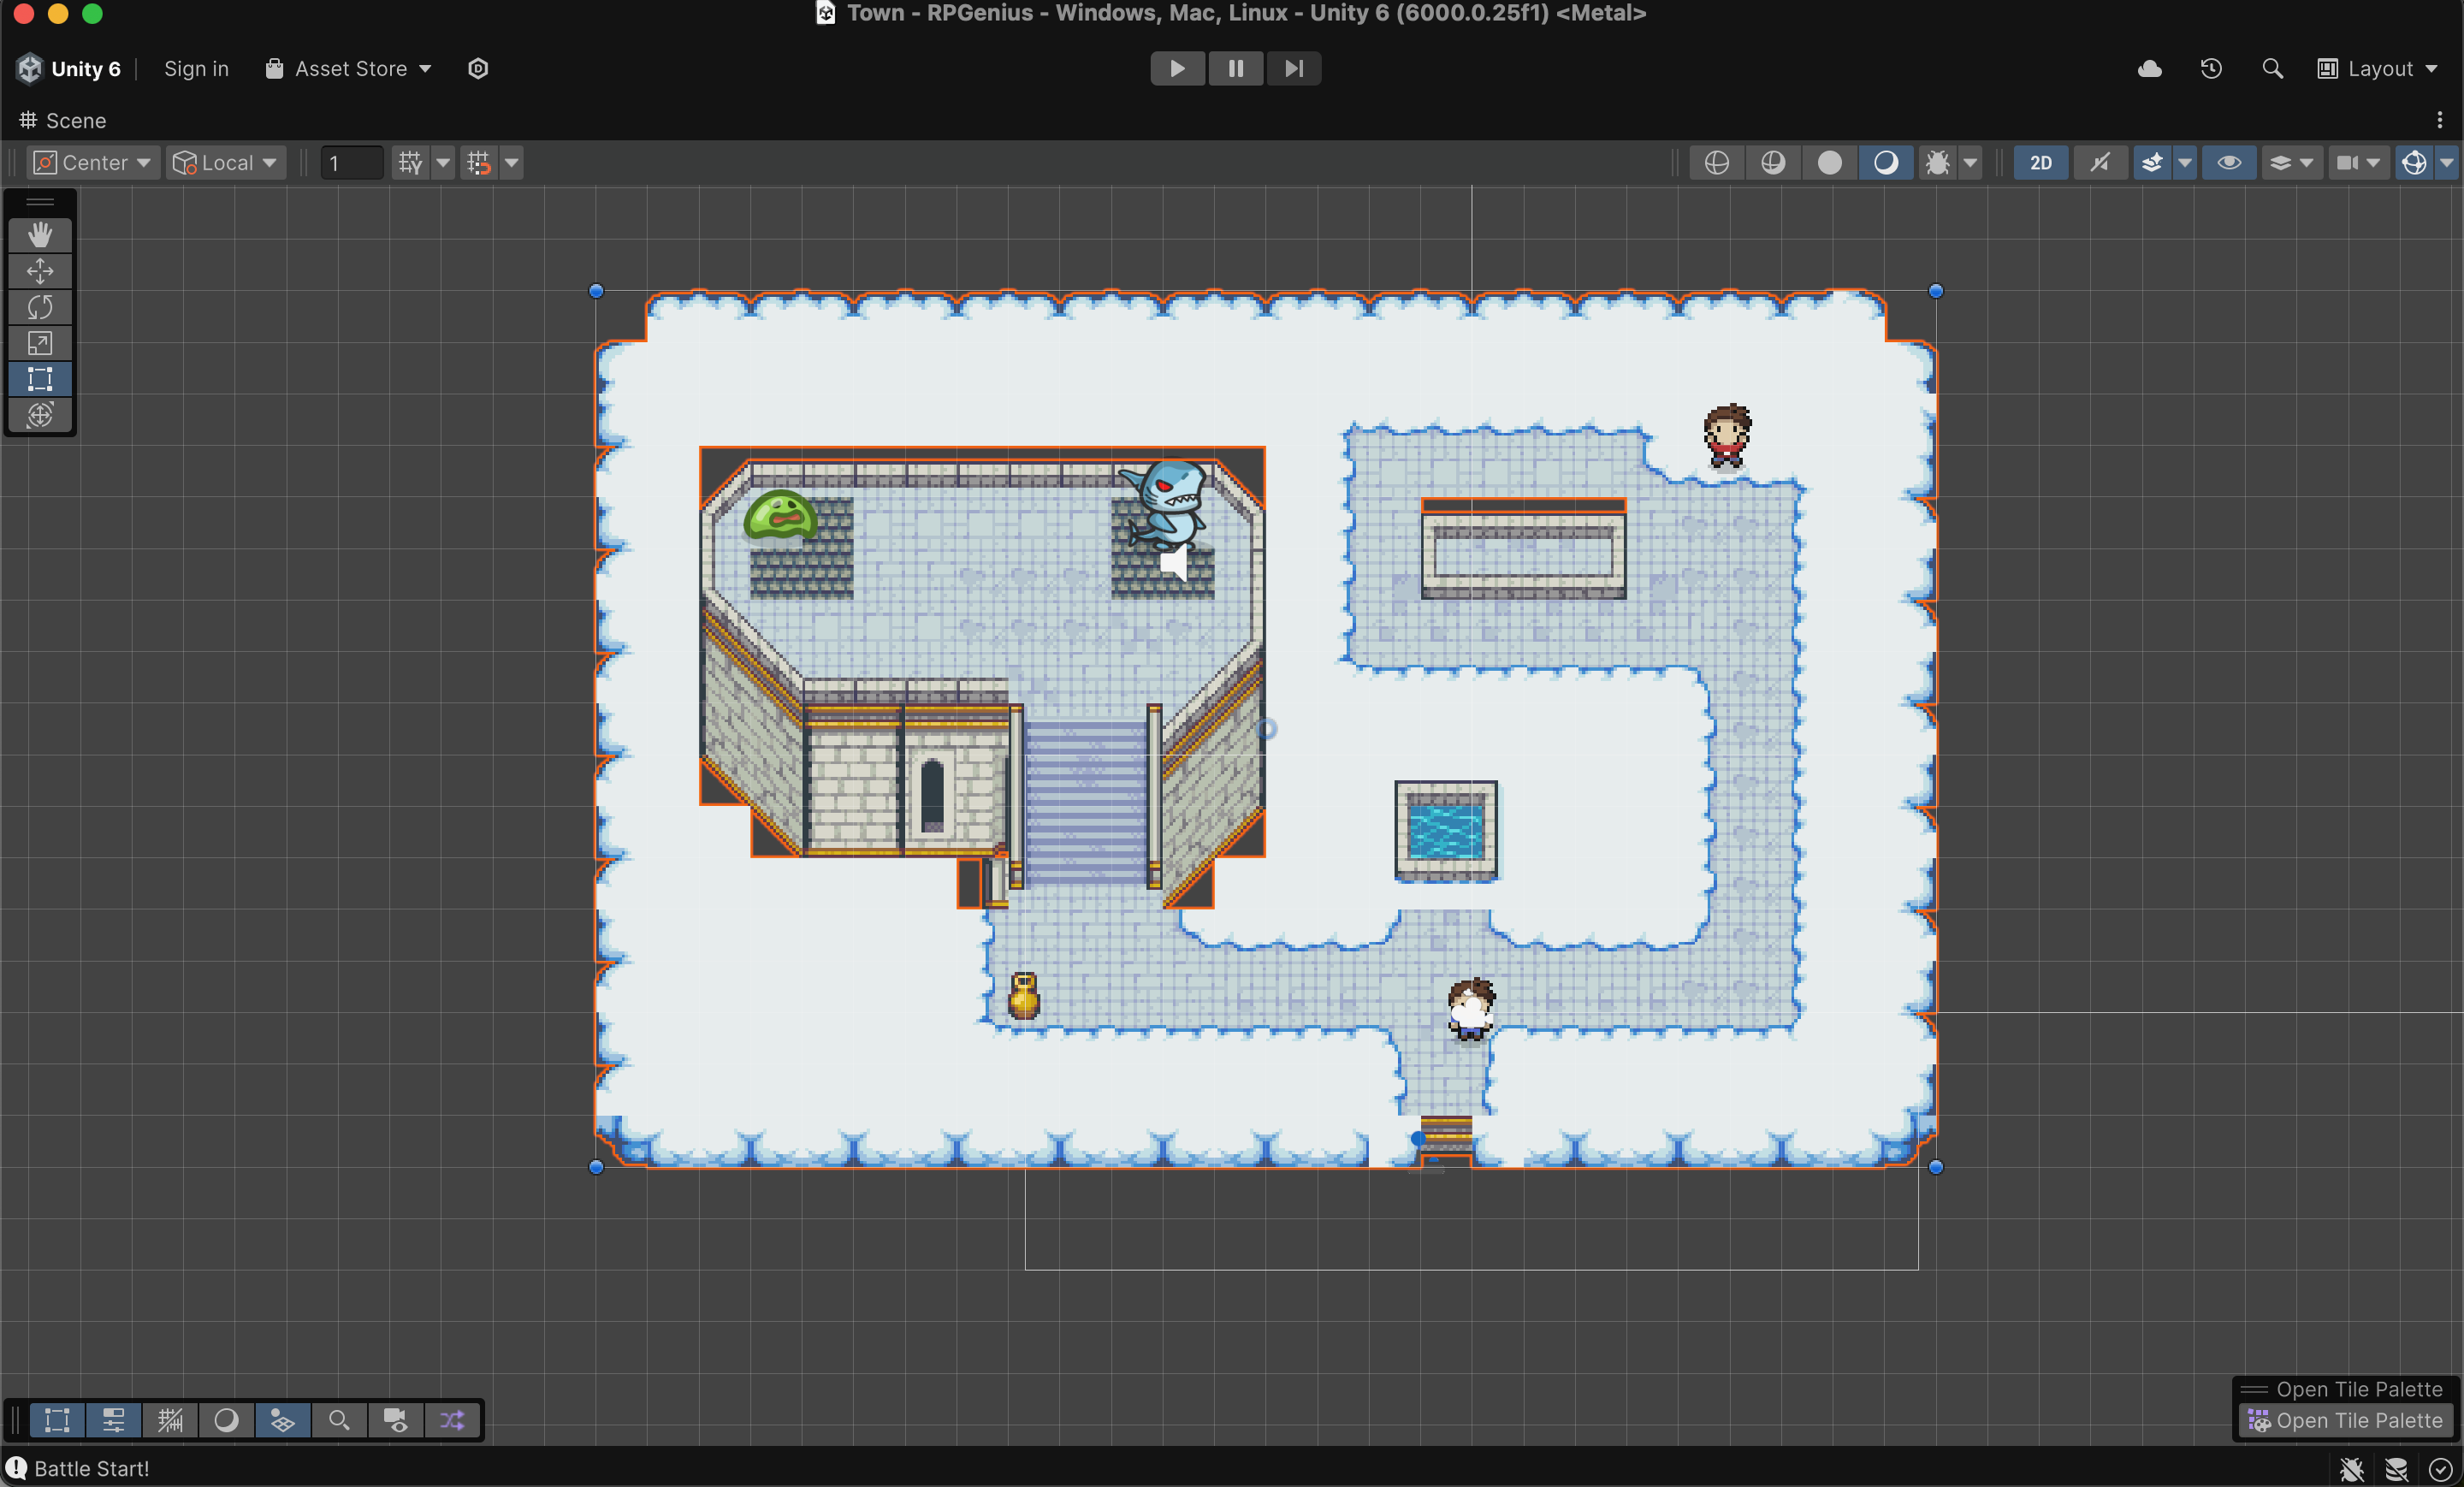 Town - RPGenius - Windows, Mac, Linux - Unity 6 (6000.0.25f1) <Metal>
Unity 6 Sign in Asset Store Layout
Scene
Center Local 1 2D
Open Tile Palette
Open Tile Palette
Battle Start!